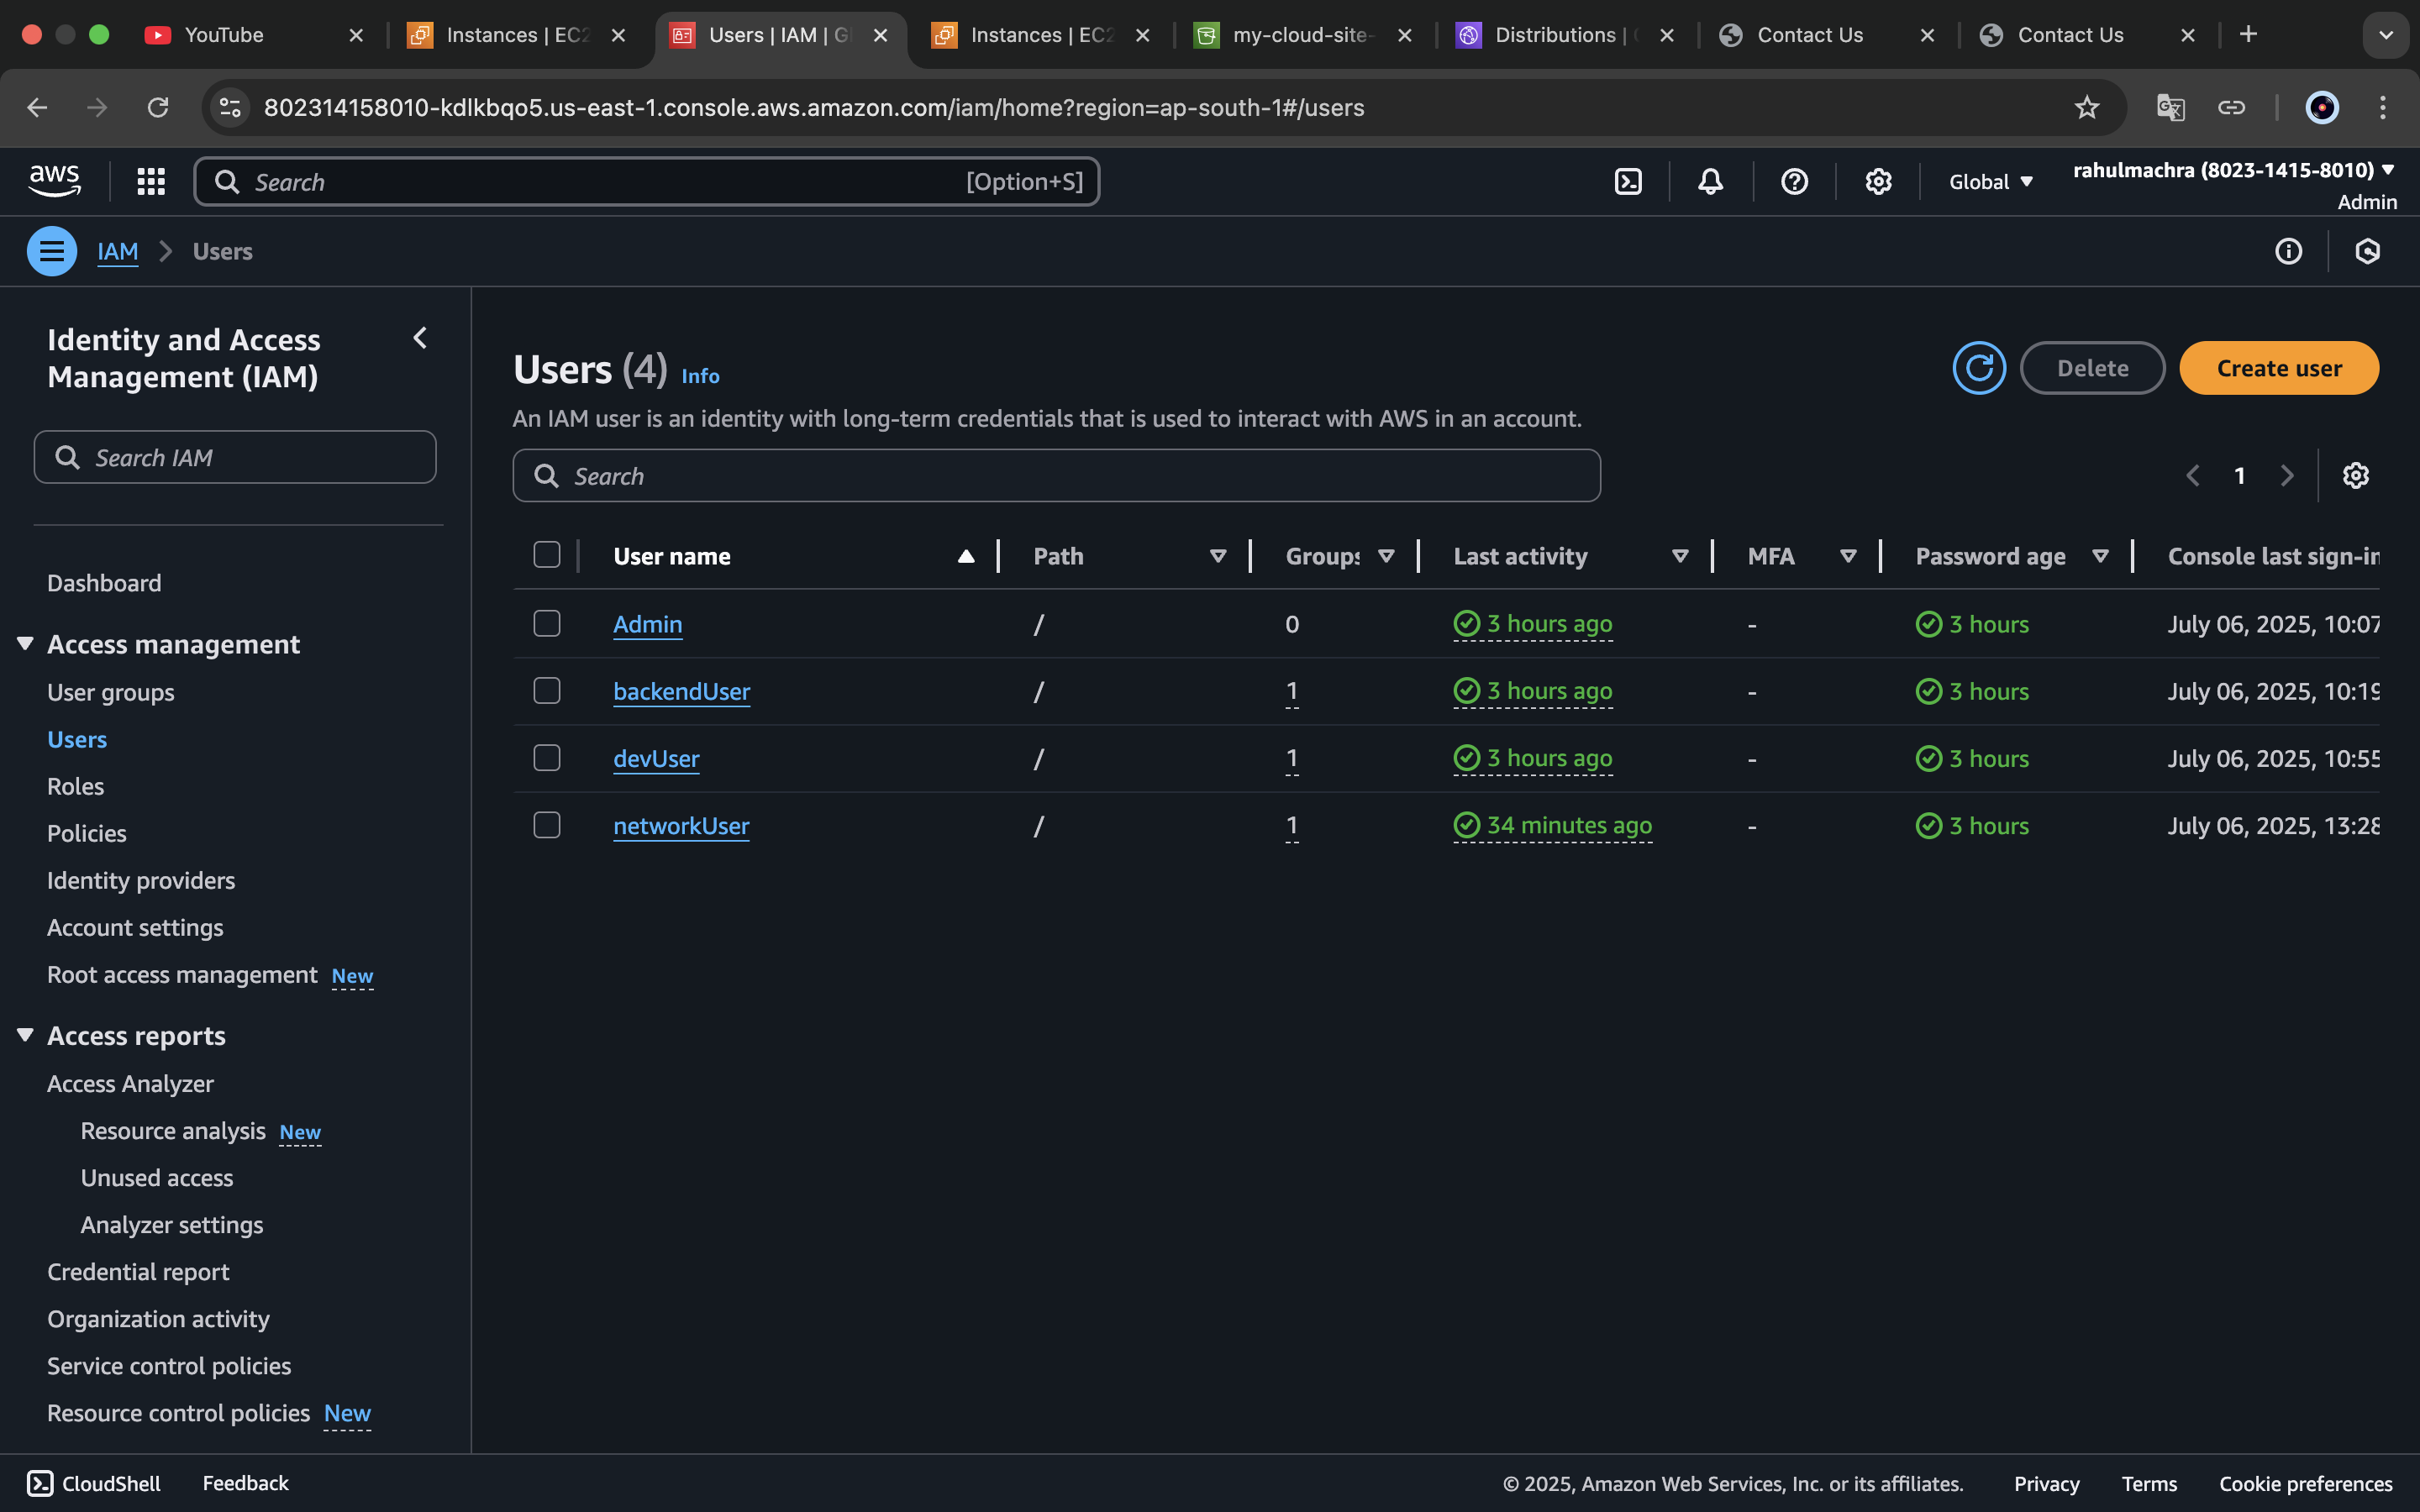 YouTube
Instances | EC2
Users | IAM | Gl
Instances | EC2
my-cloud-site-
Distributions | C
Contact Us
Contact Us
802314158010-kdlkbqo5.us-east-1.console.aws.amazon.com/iam/home?region=ap-south-1#/users
aws
Search
[Option+S]
Global
rahulmachra (8023-1415-8010)
Admin
IAM
Users
Identity and Access
Management (IAM)
Search IAM
Dashboard
Access management
User groups
Users
Roles
Policies
Identity providers
Account settings
Root access management New
Access reports
Access Analyzer
Resource analysis New
Unused access
Analyzer settings
Credential report
Organization activity
Service control policies
Resource control policies New
Users (4) Info
Delete
Create user
An IAM user is an identity with long-term credentials that is used to interact with AWS in an account.
Search
1
User name Path Groups Last activity MFA Password age Console last sign-in
Admin / 0 3 hours ago - 3 hours July 06, 2025, 10:07
backendUser / 1 3 hours ago - 3 hours July 06, 2025, 10:19
devUser / 1 3 hours ago - 3 hours July 06, 2025, 10:55
networkUser / 1 34 minutes ago - 3 hours July 06, 2025, 13:28
CloudShell
Feedback
© 2025, Amazon Web Services, Inc. or its affiliates.
Privacy
Terms
Cookie preferences